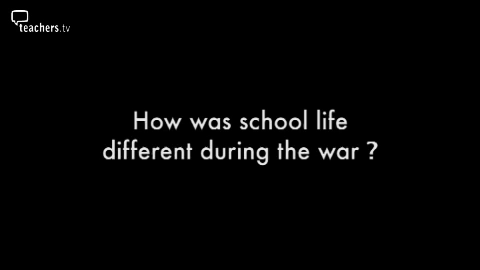 teachers.tv
How was school life
different during the war ?